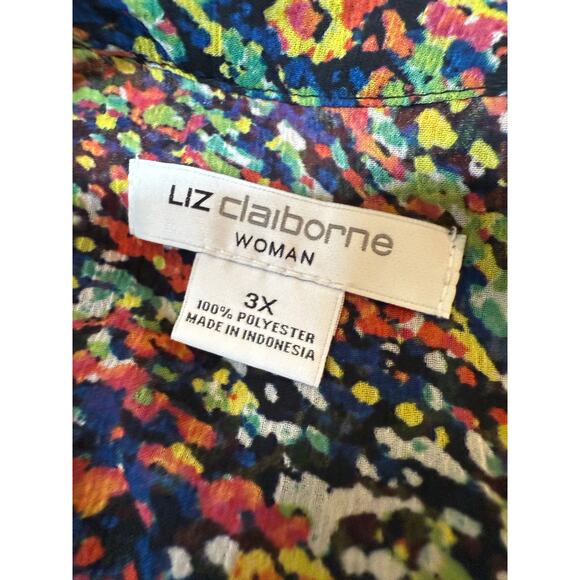 LIZ claiborne
WOMAN
3X
100% POLYESTER
MADE IN INDONESIA